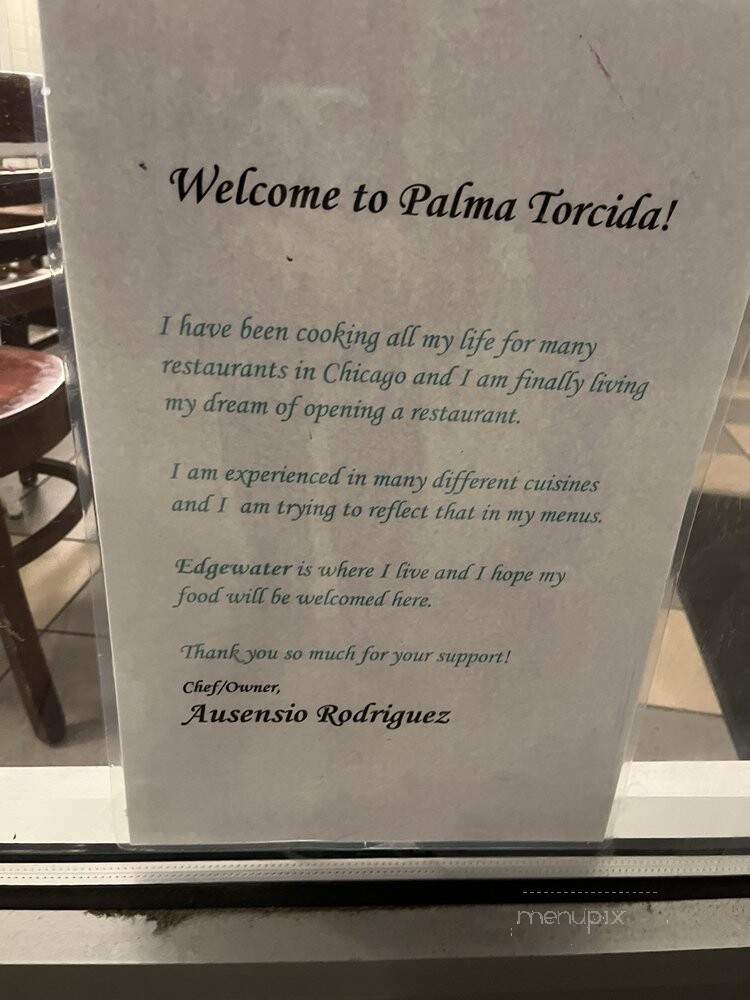 Welcome to Palma Torcida!
I have been cooking all my life for many
restaurants in Chicago and I am finally living
my dream of opening a restaurant.
I am experienced in many different cuisines
and I am trying to reflect that in my menus.
Edgewater is where I live and I hope my
food will be welcomed here.
Thank you so much for your support!
Chef/Owner,
Ausensio Rodriguez
menupix